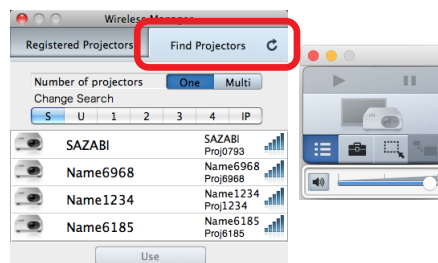 Wireless Manager
Registered Projectors Find Projectors
Number of projectors One Multi
Change Search
S U 1 2 3 4 IP
SAZABI SAZABI
Proj0793
Name6968 Name6968
Proj6968
Name1234 Name1234
Proj1234
Name6185 Name6185
Proj6185
Use